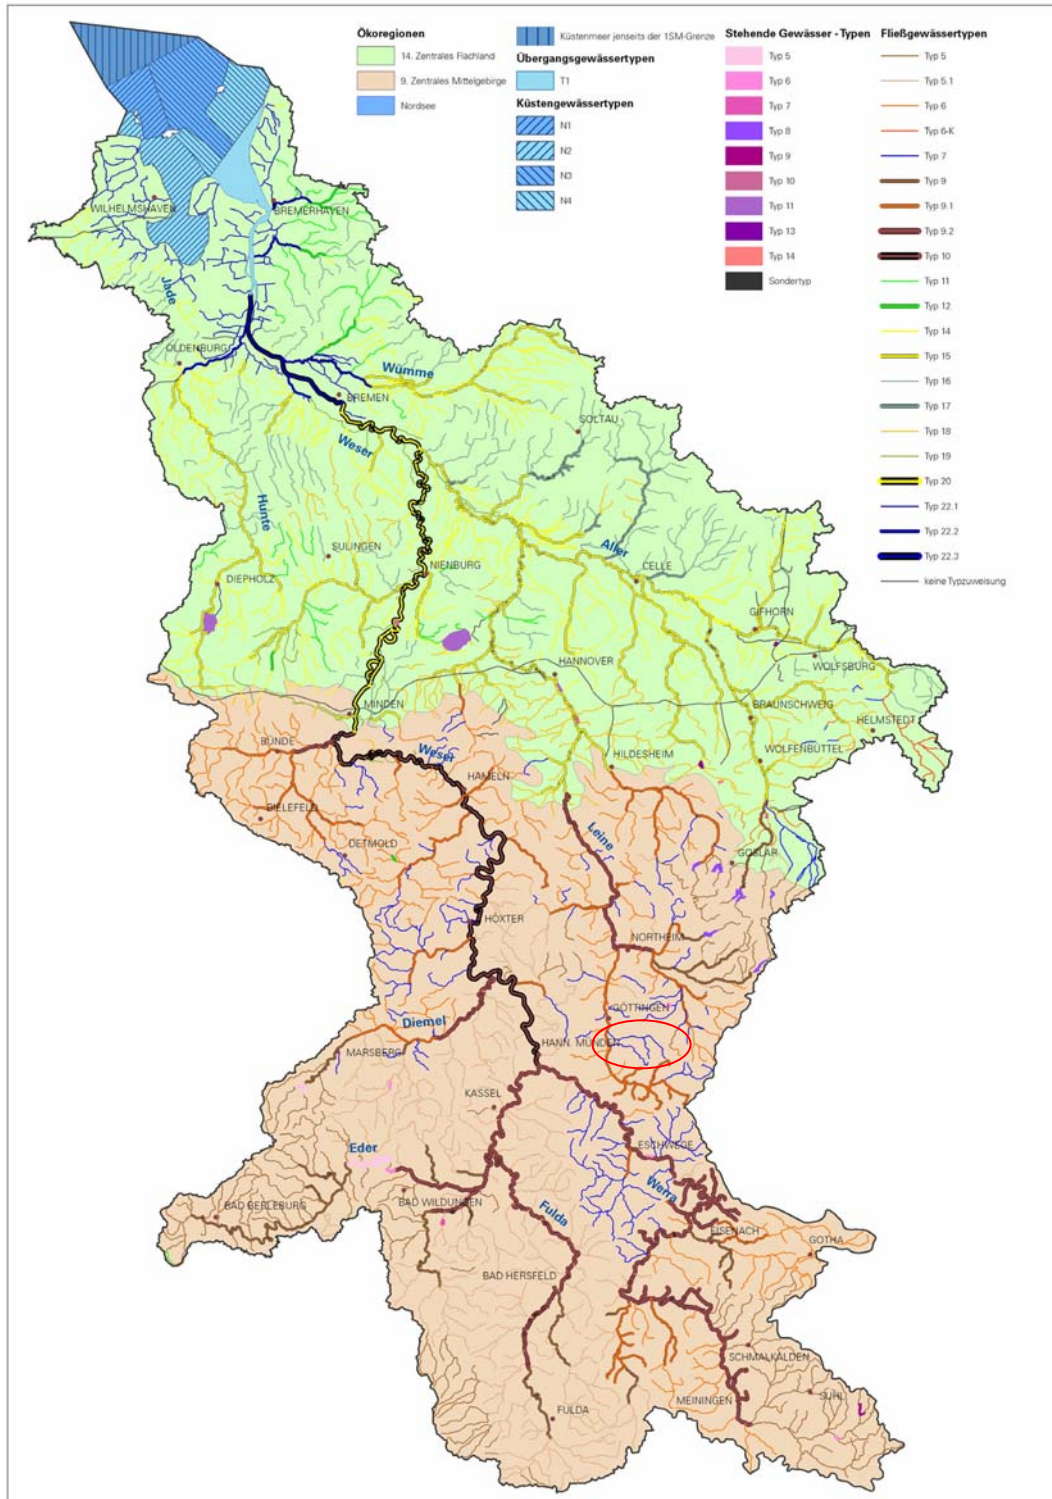 Ökoregionen
14. Zentrales Flachland
9. Zentrales Mittelgebirge
Nordsee
Küstenmeer jenseits der 1SM-Grenze
Übergangsgewässertypen
T1
Küstengewässertypen
N1
N2
N3
N4
Stehende Gewässer - Typen
Typ 5
Typ 6
Typ 7
Typ 8
Typ 9
Typ 10
Typ 11
Typ 13
Typ 14
Sondertyp
Fließgewässertypen
Typ 5
Typ 5.1
Typ 6
Typ 6-K
Typ 7
Typ 9
Typ 9.1
Typ 9.2
Typ 10
Typ 11
Typ 12
Typ 14
Typ 15
Typ 16
Typ 17
Typ 18
Typ 19
Typ 20
Typ 22.1
Typ 22.2
Typ 22.3
keine Typzuweisung
WILHELMSHAVEN
BREMERHAVEN
Jade
OLDENBURG
Wümme
BREMEN
SOLTAU
Weser
Hunte
SULINGEN
Aller
NIENBURG
CELLE
DIEPHOLZ
GIFHORN
HANNOVER
WOLFSBURG
MINDEN
BRAUNSCHWEIG
HELMSTEDT
BÜNDE
Weser
HILDESHEIM
WOLFENBÜTTEL
HAMELN
BIELEFELD
Leine
DETMOLD
GOSLAR
HÖXTER
NORTHEIM
GÖTTINGEN
Diemel
HANN. MÜNDEN
MARSBERG
KASSEL
Eder
ESCHWEGE
Werra
BAD WILDUNGEN
BAD BERLEBURG
Fulda
EISENACH
GOTHA
BAD HERSFELD
SCHMALKALDEN
MEININGEN
SUHL
FULDA